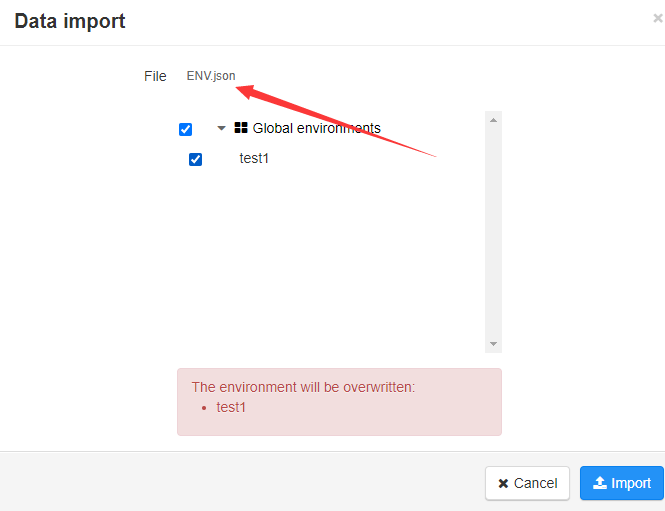 Data import
File ENV.json
Global environments
test1
The environment will be overwritten:
• test1
Cancel Import